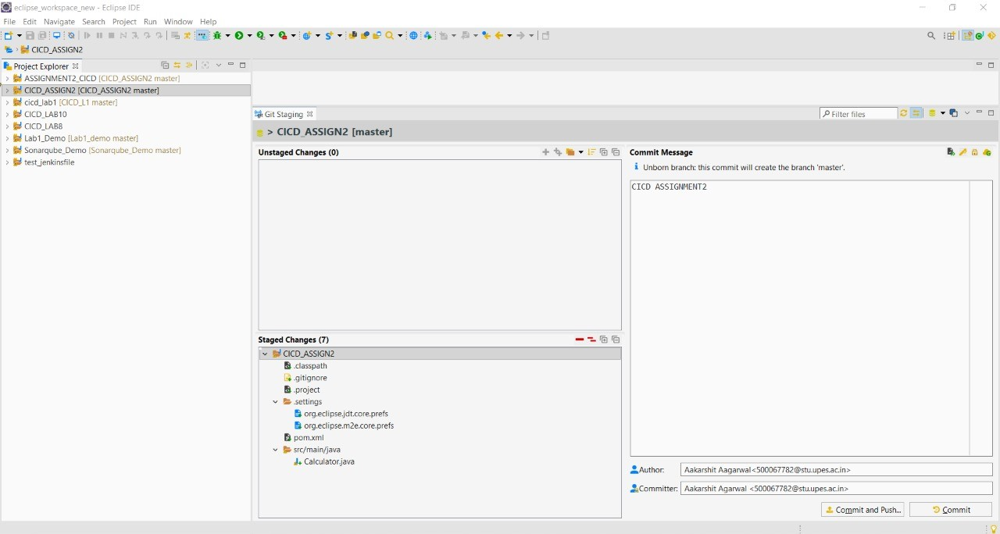 eclipse_workspace_new - Eclipse IDE
File Edit Navigate Search Project Run Window Help
CICD_ASSIGN2
Project Explorer
ASSIGNMENT2_CICD [CICD_ASSIGN2 master]
CICD_ASSIGN2 [CICD_ASSIGN2 master]
cicd_lab1 [CICD_L1 master]
CICD_LAB10
CICD_LAB8
Lab1_Demo [Lab1_demo master]
Sonarqube_Demo [Sonarqube_Demo master]
test_jenkinsfile
Git Staging
Filter files
> CICD_ASSIGN2 [master]
Unstaged Changes (0)
Staged Changes (7)
CICD_ASSIGN2
.classpath
.gitignore
.project
.settings
org.eclipse.jdt.core.prefs
org.eclipse.m2e.core.prefs
pom.xml
src/main/java
Calculator.java
Commit Message
Unborn branch: this commit will create the branch 'master'.
CICD ASSIGNMENT2
Author: Aakarshit Aagarwal<500067782@stu.upes.ac.in>
Committer: Aakarshit Agarwal <500067782@stu.upes.ac.in>
Commit and Push... Commit